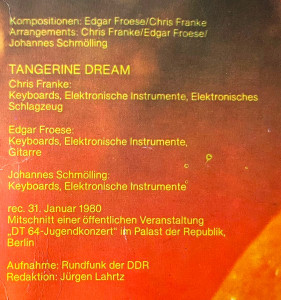 Kompositionen: Edgar Froese/Chris Franke
Arrangements: Chris Franke/Edgar Froese/
Johannes Schmölling
TANGERINE DREAM
Chris Franke:
Keyboards, Elektronische Instrumente, Elektronisches
Schlagzeug
Edgar Froese:
Keyboards, Elektronische Instrumente,
Gitarre
Johannes Schmölling:
Keyboards, Elektronische Instrumente
rec. 31. Januar 1980
Mitschnitt einer öffentlichen Veranstaltung
„DT 64-Jugendkonzert" im Palast der Republik,
Berlin
Aufnahme: Rundfunk der DDR
Redaktion: Jürgen Lahrtz